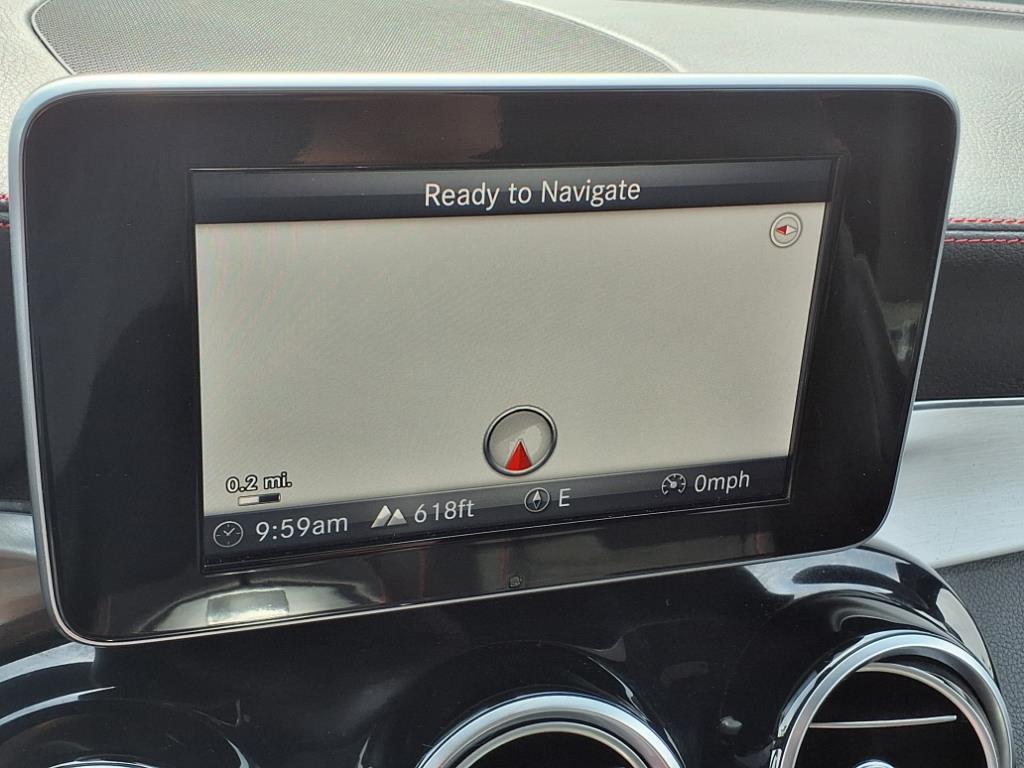 Ready to Navigate
0.2 mi.
9:59am 618ft E 0mph